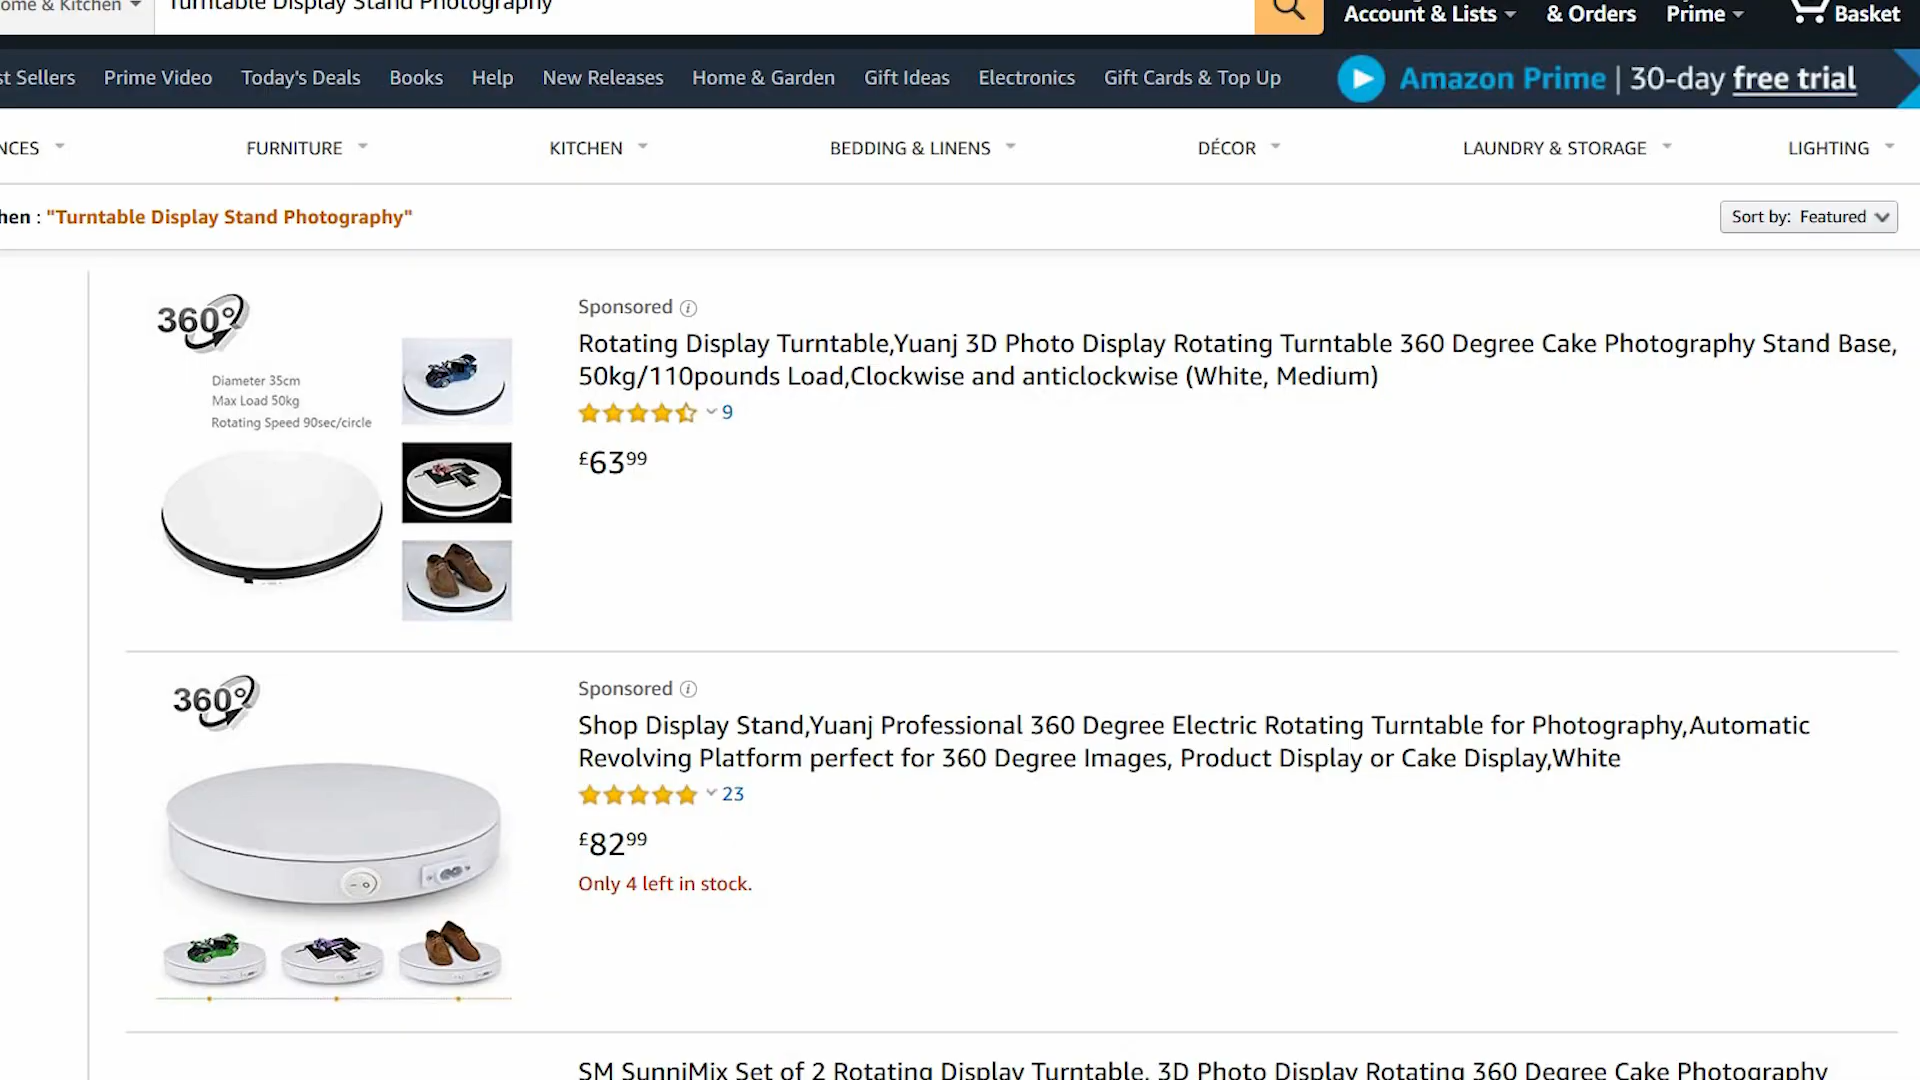 ome & Kitchen
Turntable Display Stand Photography
Account & Lists
& Orders
Prime
Basket
st Sellers
Prime Video
Today's Deals
Books
Help
New Releases
Home & Garden
Gift Ideas
Electronics
Gift Cards & Top Up
Amazon Prime | 30-day free trial
NCES
FURNITURE
KITCHEN
BEDDING & LINENS
DÉCOR
LAUNDRY & STORAGE
LIGHTING
hen : "Turntable Display Stand Photography"
Sort by: Featured
360°
Diameter 35cm
Max Load 50kg
Rotating Speed 90sec/circle
Sponsored
Rotating Display Turntable,Yuanj 3D Photo Display Rotating Turntable 360 Degree Cake Photography Stand Base,
50kg/110pounds Load,Clockwise and anticlockwise (White, Medium)
9
£6399
360°
Sponsored
Shop Display Stand,Yuanj Professional 360 Degree Electric Rotating Turntable for Photography,Automatic
Revolving Platform perfect for 360 Degree Images, Product Display or Cake Display,White
23
£8299
Only 4 left in stock.
SM SunniMix Set of 2 Rotating Display Turntable, 3D Photo Display Rotating 360 Degree Cake Photography